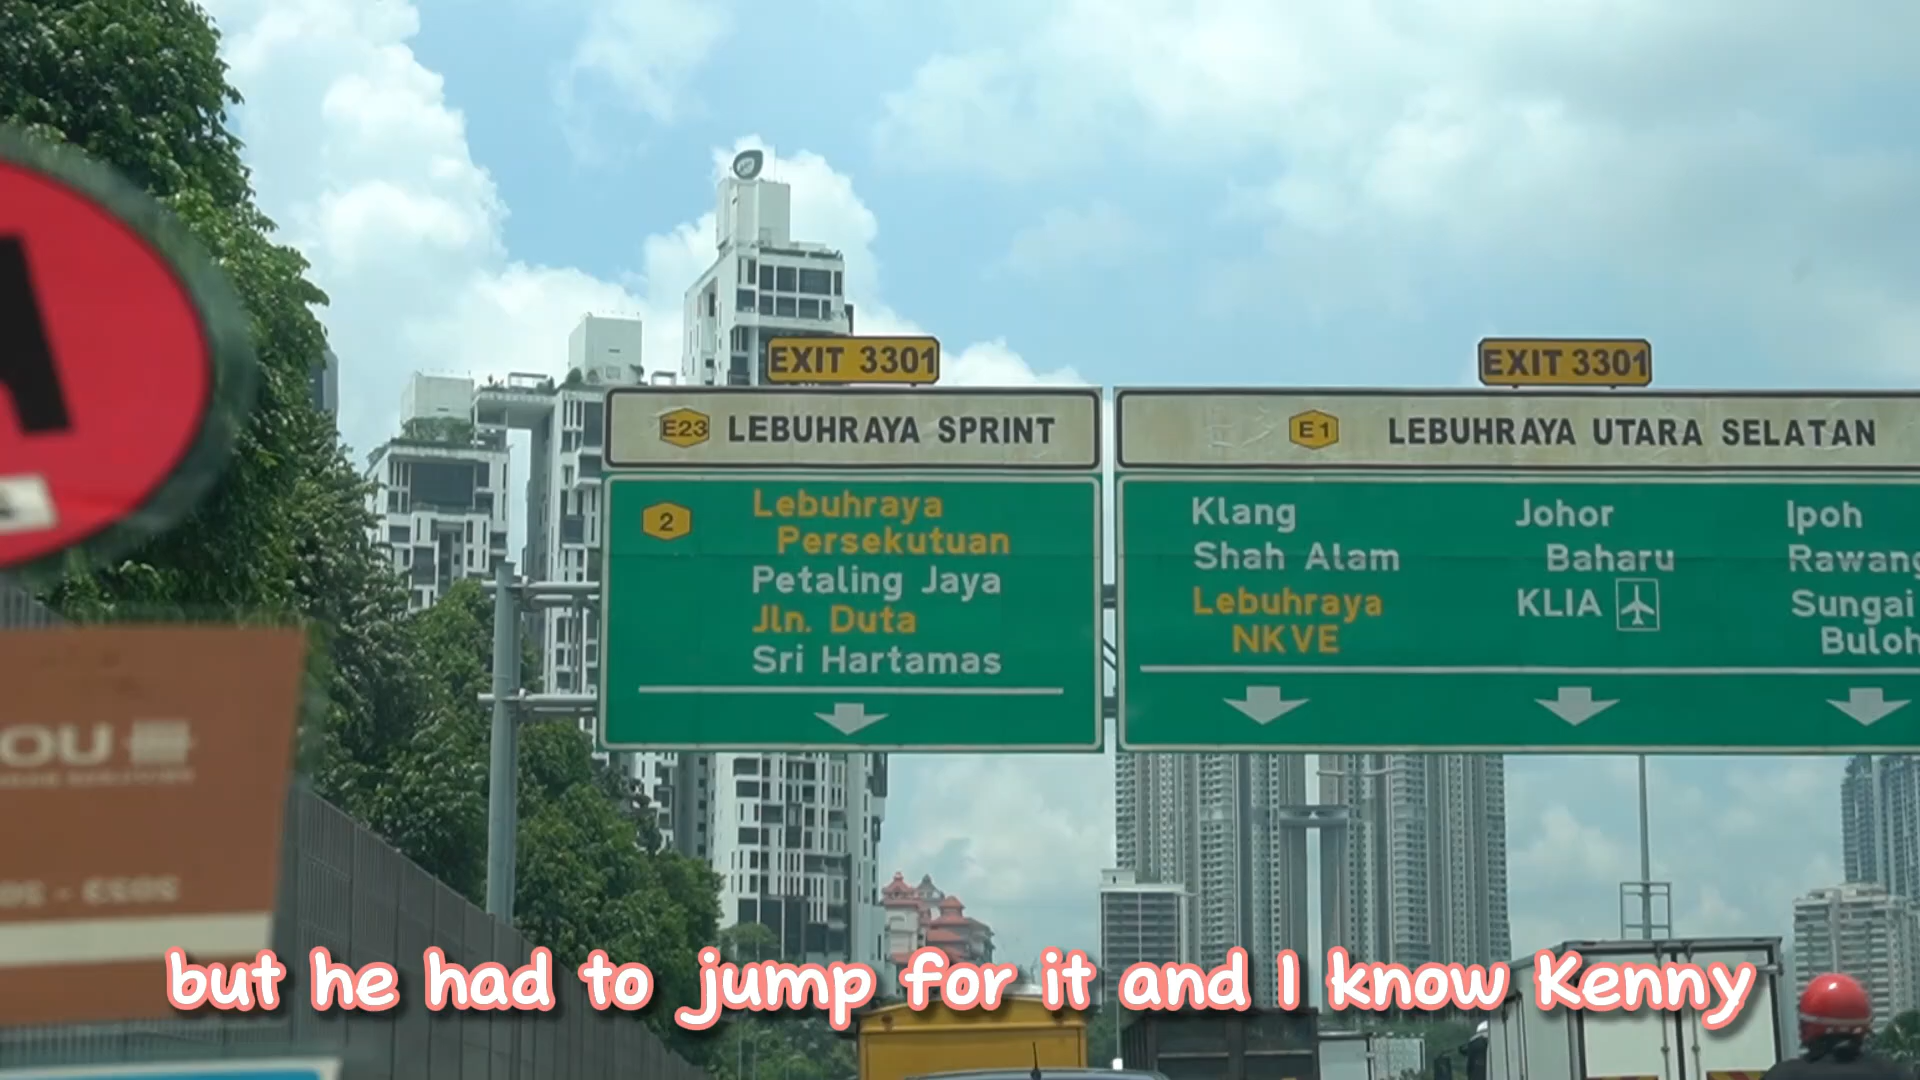 A
OU
EXIT 3301
E23 LEBUHRAYA SPRINT
2 Lebuhraya
Persekutuan
Petaling Jaya
Jln. Duta
Sri Hartamas
EXIT 3301
E1 LEBUHRAYA UTARA SELATAN
Klang
Shah Alam
Lebuhraya
NKVE
Johor
Baharu
KLIA
Ipoh
Rawang
Sungai
Buloh
but he had to jump for it and I know Kenny